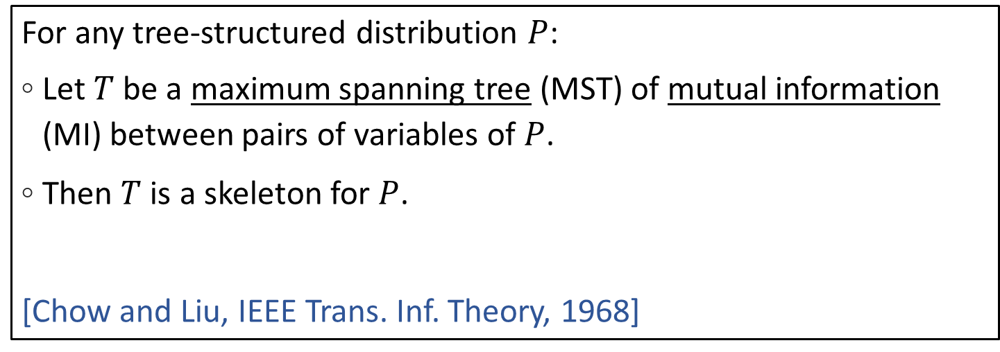 For any tree-structured distribution P:
◦ Let T be a maximum spanning tree (MST) of mutual information
(MI) between pairs of variables of P.
◦ Then T is a skeleton for P.
[Chow and Liu, IEEE Trans. Inf. Theory, 1968]